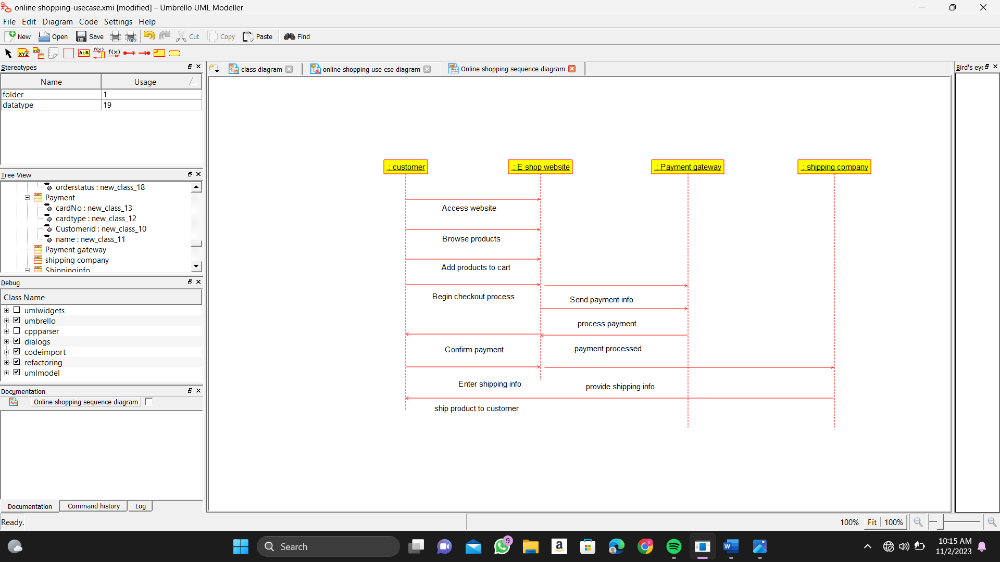 online shopping-usecase.xmi [modified] – Umbrello UML Modeller
File Edit Diagram Code Settings Help
New Open Save Cut Copy Paste Find
XYZ XYZ A:B f(x) f(x)
Stereotypes
Name Usage
folder 1
datatype 19
Tree View
orderstatus : new_class_18
Payment
cardNo : new_class_13
cardtype : new_class_12
Customerid : new_class_10
name : new_class_11
Payment gateway
shipping company
Shippinginfo
Debug
Class Name
umlwidgets
umbrello
cppparser
dialogs
codeimport
refactoring
umlmodel
Documentation
Online shopping sequence diagram
Documentation Command history Log
Ready.
class diagram online shopping use cse diagram Online shopping sequence diagram
Bird's eye
: customer : E shop website : Payment gateway : shipping company
Access website
Browse products
Add products to cart
Begin checkout process Send payment info
process payment
Confirm payment payment processed
Enter shipping info provide shipping info
ship product to customer
100% Fit 100%
Search
9
10:15 AM
11/2/2023